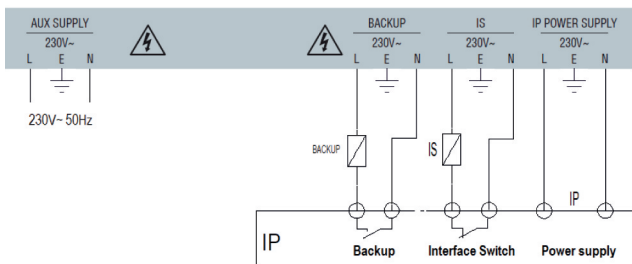 AUX SUPPLY BACKUP IS IP POWER SUPPLY
230V~ 230V~ 230V~ 230V~
L E N L E N L E N L E N
230V~ 50Hz
BACKUP IS
IP
IP Backup Interface Switch Power supply